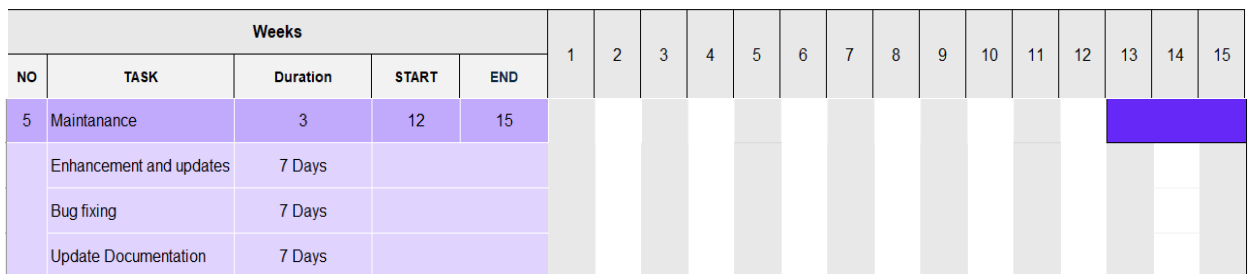 Weeks 1 2 3 4 5 6 7 8 9 10 11 12 13 14 15
NO TASK Duration START END
5 Maintanance 3 12 15
Enhancement and updates 7 Days
Bug fixing 7 Days
Update Documentation 7 Days